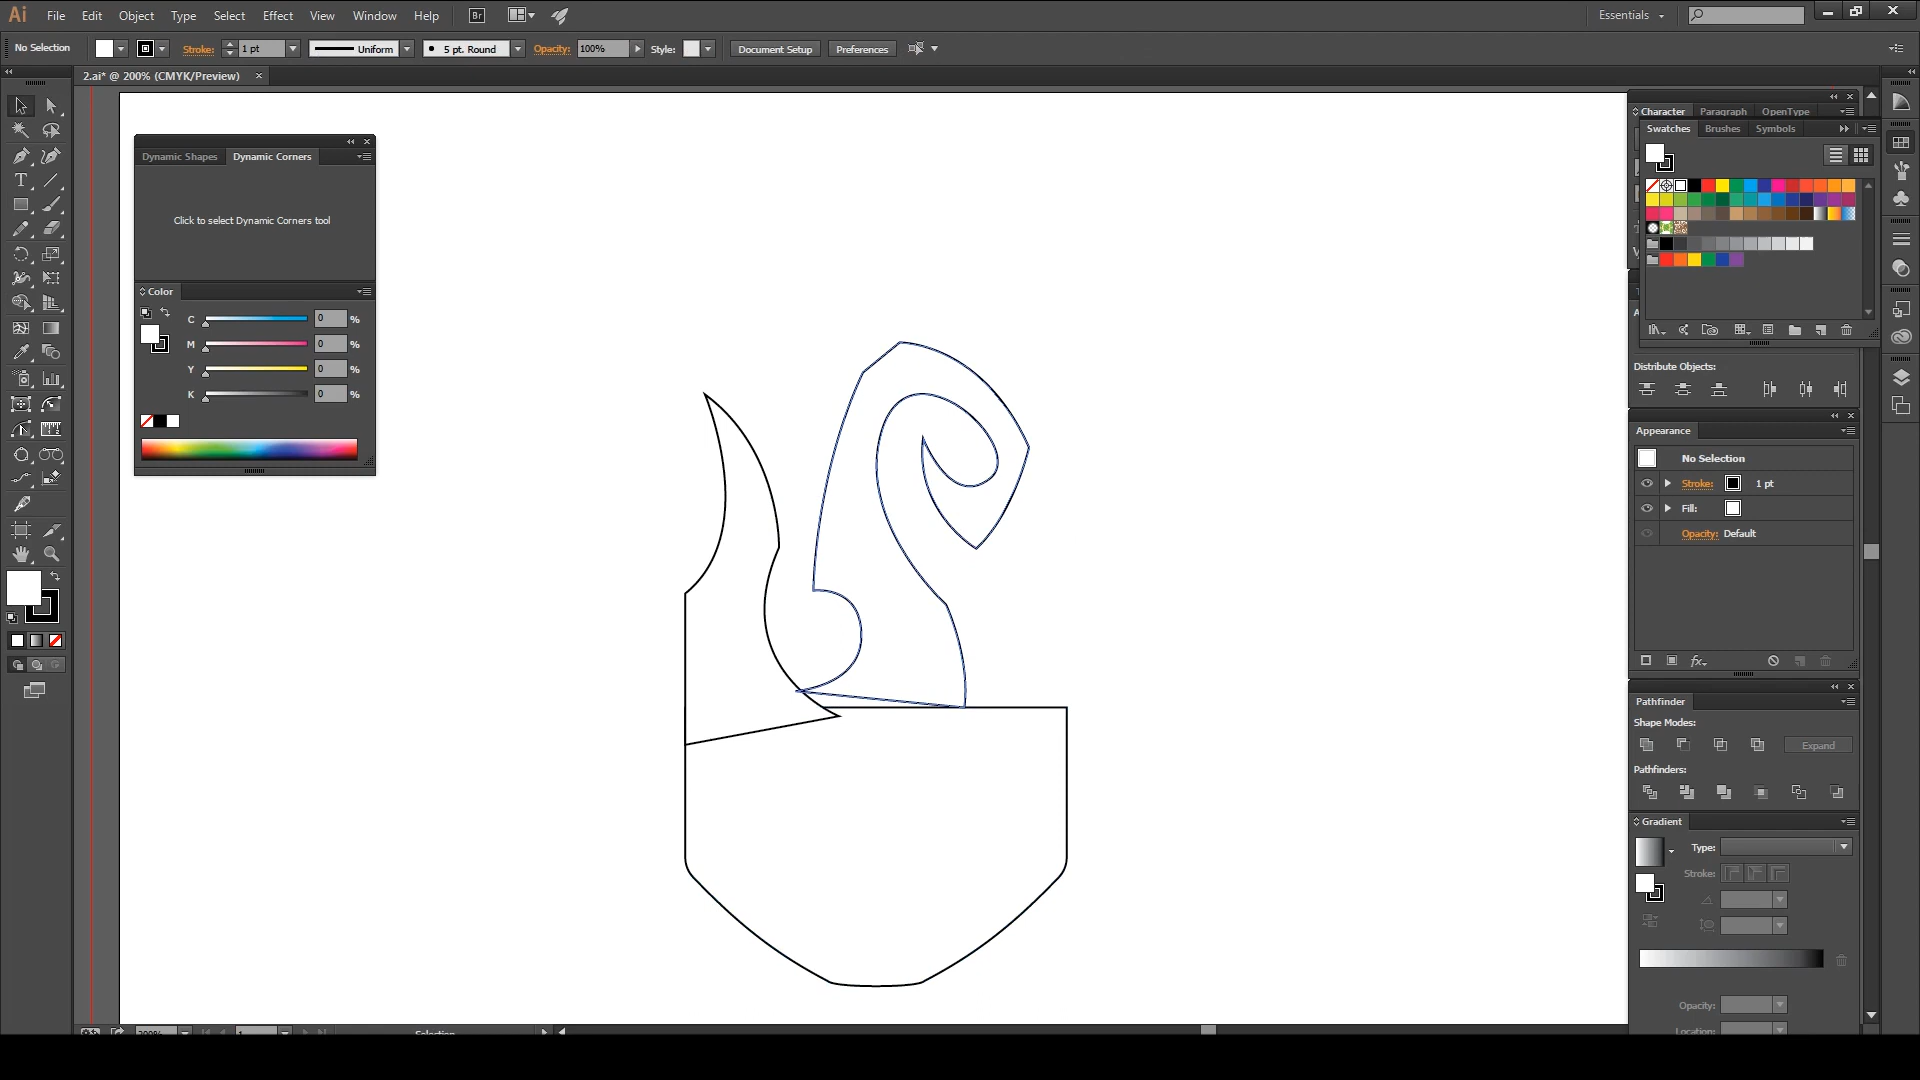 Ai File Edit Object Type Select Effect View Window Help Br Essentials
No Selection Stroke: 1 pt Uniform 5 pt. Round Opacity: 100% Style: Document Setup Preferences
2.ai* @ 200% (CMYK/Preview)
Dynamic Shapes Dynamic Corners
Click to select Dynamic Corners tool
Color
C 0 %
M 0 %
Y 0 %
K 0 %
Character Paragraph OpenType
Swatches Brushes Symbols
Distribute Objects:
Appearance
No Selection
Stroke: 1 pt
Fill:
Opacity: Default
Pathfinder
Shape Modes:
Expand
Pathfinders:
Gradient
Type:
Stroke:
Opacity:
Location:
200% 1 Selection